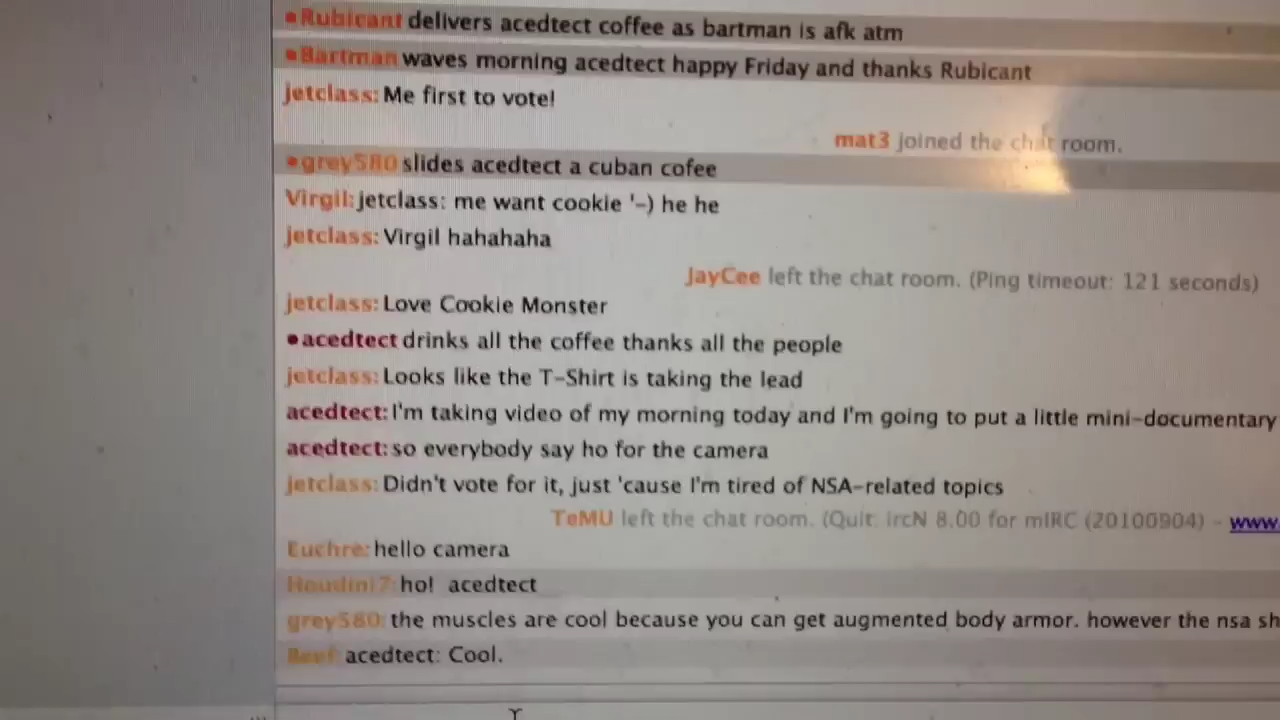 •Rubicant delivers acedtect coffee as bartman is afk atm
•Bartman waves morning acedtect happy Friday and thanks Rubicant
jetclass: Me first to vote!
mat3 joined the chat room.
•grey580 slides acedtect a cuban cofee
Virgil: jetclass: me want cookie '-) he he
jetclass: Virgil hahahaha
JayCee left the chat room. (Ping timeout: 121 seconds)
jetclass: Love Cookie Monster
•acedtect drinks all the coffee thanks all the people
jetclass: Looks like the T-Shirt is taking the lead
acedtect: I'm taking video of my morning today and I'm going to put a little mini-documentary
acedtect: so everybody say ho for the camera
jetclass: Didn't vote for it, just 'cause I'm tired of NSA-related topics
TeMU left the chat room. (Quit: ircN 8.00 for mIRC (20100904) - www.
Euchre: hello camera
Houdini7: ho! acedtect
grey580: the muscles are cool because you can get augmented body armor. however the nsa sh
Beef: acedtect: Cool.